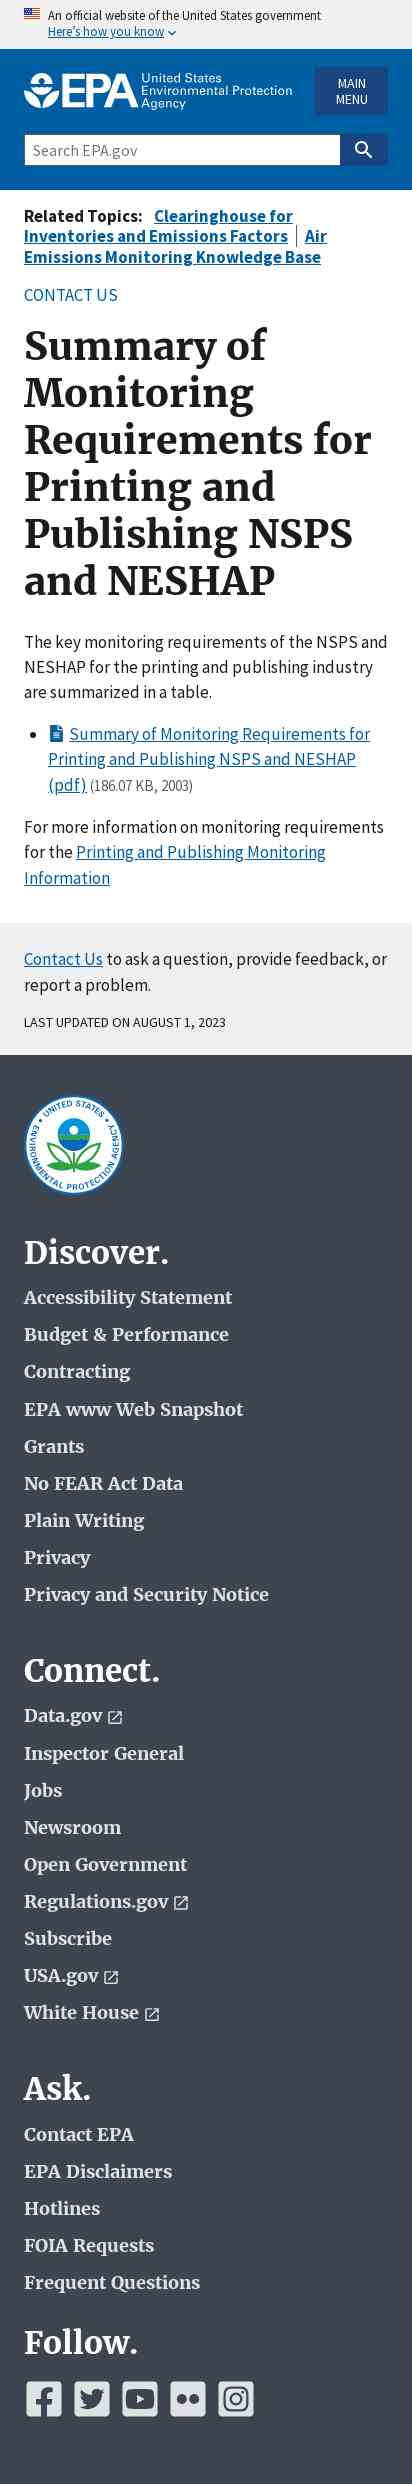 An official website of the United States government
Here's how you know
EPA United States
Environmental Protection
Agency
MAIN
MENU
Search EPA.gov
Related Topics: Clearinghouse for
Inventories and Emissions Factors | Air
Emissions Monitoring Knowledge Base
CONTACT US
Summary of
Monitoring
Requirements for
Printing and
Publishing NSPS
and NESHAP
The key monitoring requirements of the NSPS and
NESHAP for the printing and publishing industry
are summarized in a table.
Summary of Monitoring Requirements for
Printing and Publishing NSPS and NESHAP
(pdf) (186.07 KB, 2003)
For more information on monitoring requirements
for the Printing and Publishing Monitoring
Information
Contact Us to ask a question, provide feedback, or
report a problem.
LAST UPDATED ON AUGUST 1, 2023
UNITED STATES
ENVIRONMENTAL PROTECTION AGENCY
Discover.
Accessibility Statement
Budget & Performance
Contracting
EPA www Web Snapshot
Grants
No FEAR Act Data
Plain Writing
Privacy
Privacy and Security Notice
Connect.
Data.gov
Inspector General
Jobs
Newsroom
Open Government
Regulations.gov
Subscribe
USA.gov
White House
Ask.
Contact EPA
EPA Disclaimers
Hotlines
FOIA Requests
Frequent Questions
Follow.